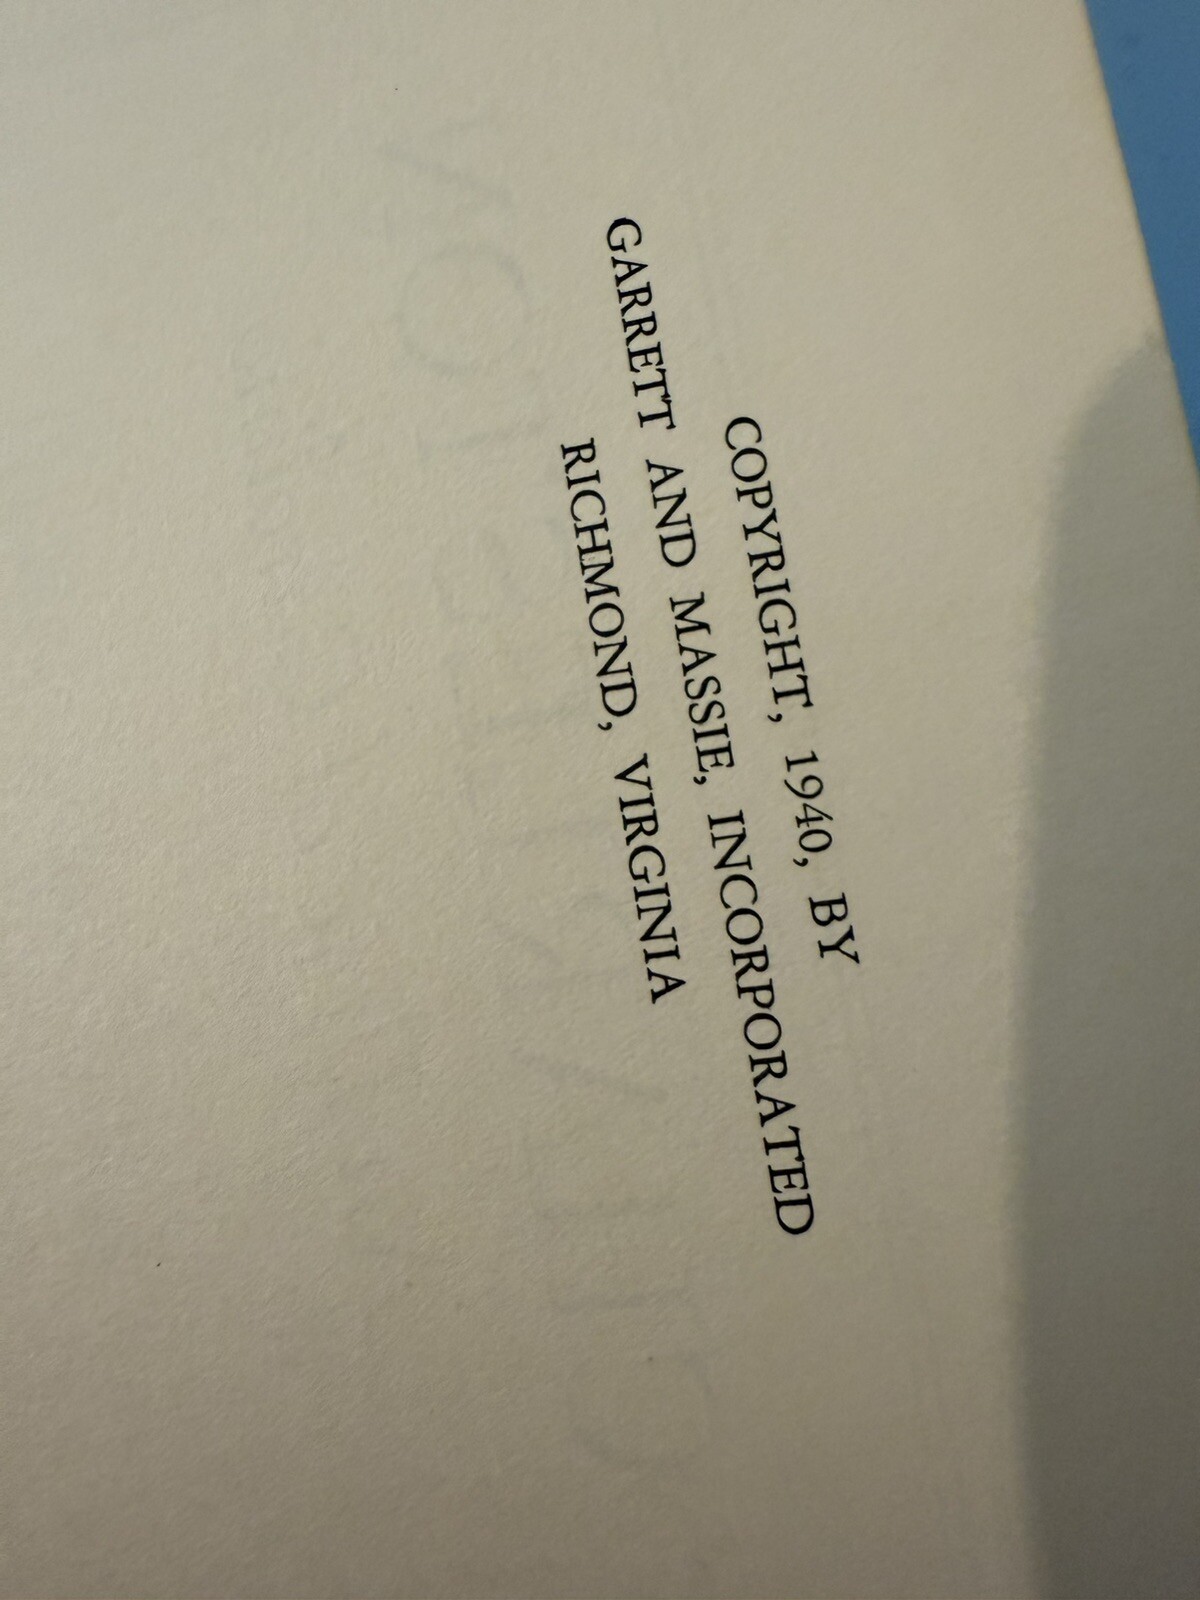 COPYRIGHT, 1940, BY
GARRETT AND MASSIE, INCORPORATED
RICHMOND, VIRGINIA